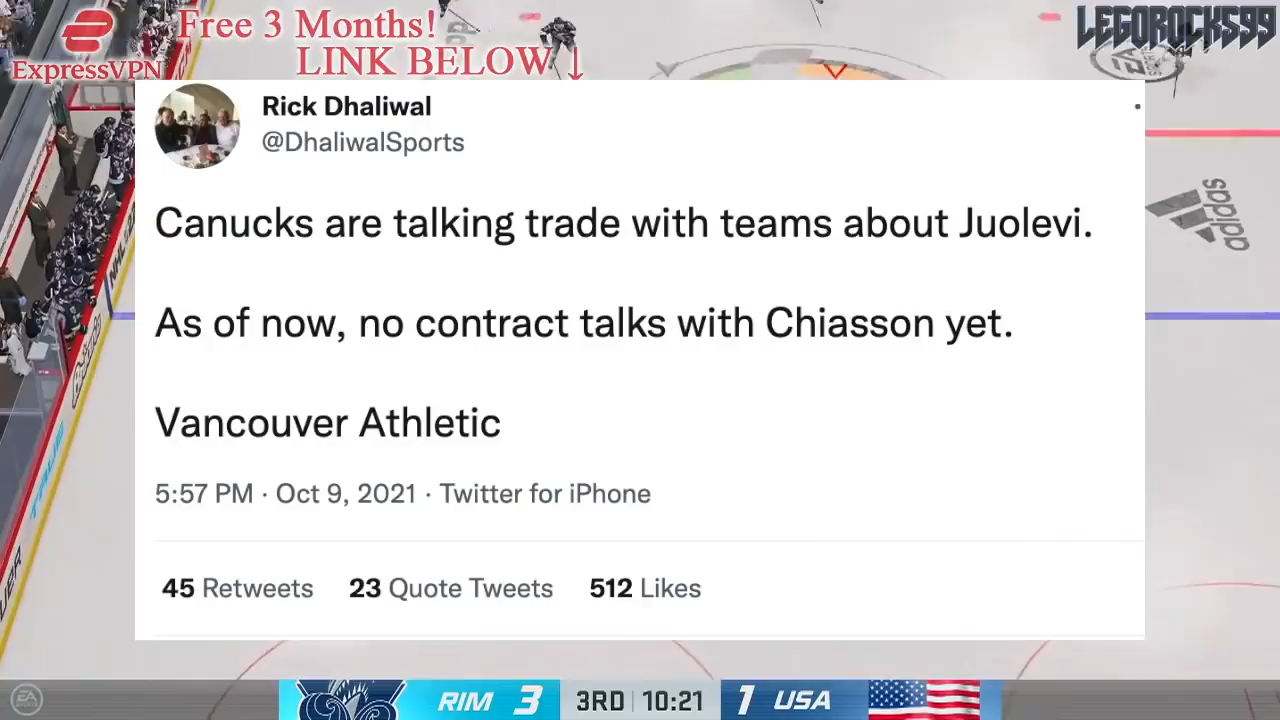 Free 3 Months!
LEGOROCKS99
ExpressVPN
LINK BELOW ↓
Rick Dhaliwal
@DhaliwalSports
adidas
Canucks are talking trade with teams about Juolevi.
As of now, no contract talks with Chiasson yet.
Vancouver Athletic
5:57 PM · Oct 9, 2021 · Twitter for iPhone
45 Retweets 23 Quote Tweets 512 Likes
EA
RIM 3 3RD 10:21 1 USA